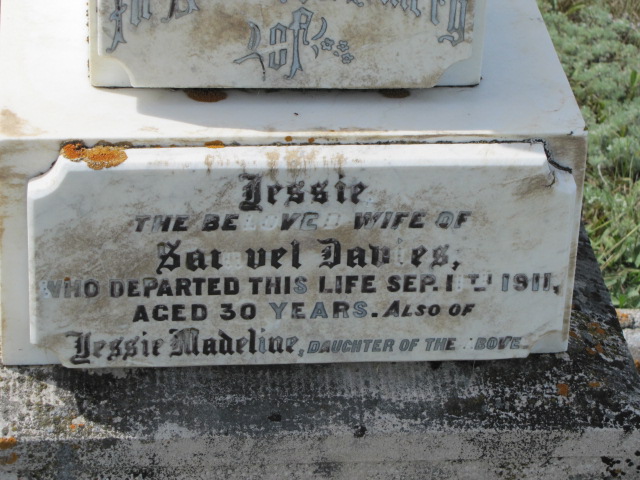 of
Jessie
THE BELOVED WIFE OF
Samuel Davies,
WHO DEPARTED THIS LIFE SEP. 1911,
AGED 30 YEARS. ALSO OF
Jessie Madeline, DAUGHTER OF THE ABOVE